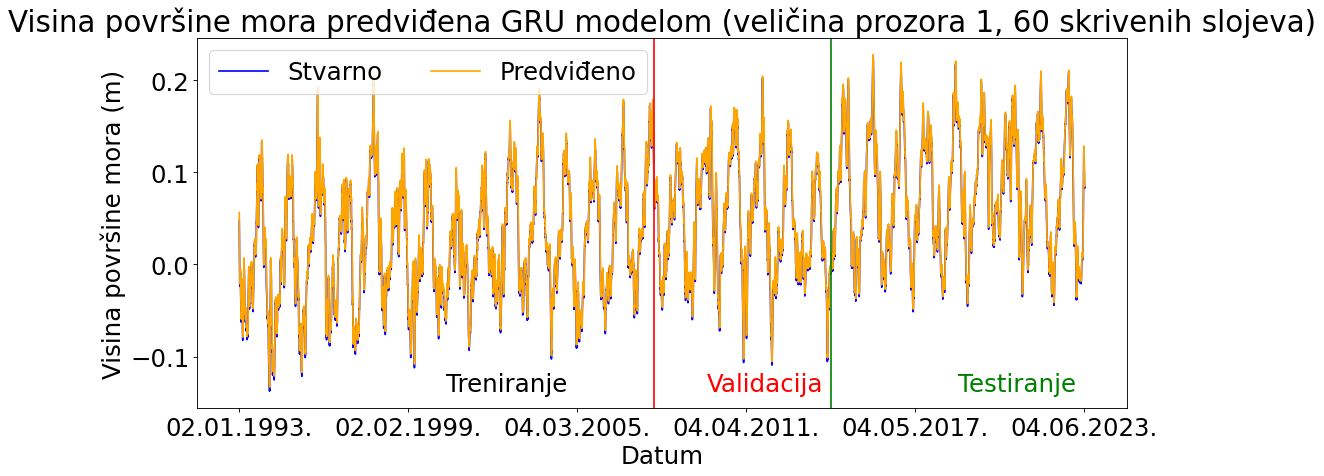 Visina površine mora predviđena GRU modelom (veličina prozora 1, 60 skrivenih slojeva)
Stvarno Predviđeno
Visina površine mora (m)
0.2
0.1
0.0
−0.1
Treniranje Validacija Testiranje
02.01.1993. 02.02.1999. 04.03.2005. 04.04.2011. 04.05.2017. 04.06.2023.
Datum